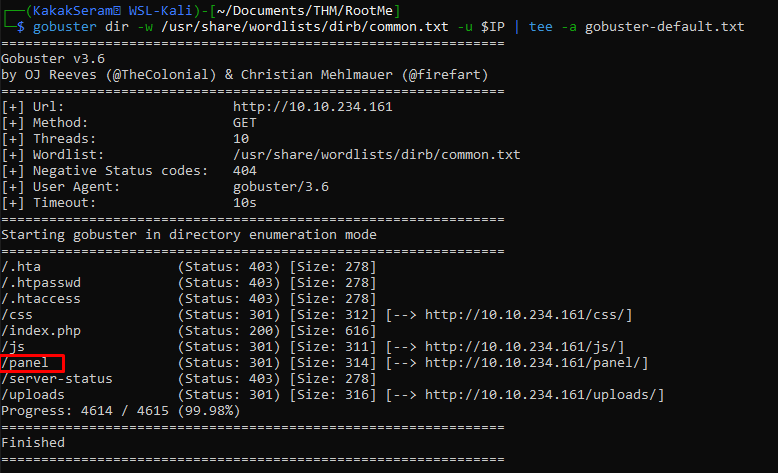 ┌──(KakakSeram㉿WSL-Kali)-[~/Documents/THM/RootMe]
└─$ gobuster dir -w /usr/share/wordlists/dirb/common.txt -u $IP | tee -a gobuster-default.txt
===============================================================
Gobuster v3.6
by OJ Reeves (@TheColonial) & Christian Mehlmauer (@firefart)
===============================================================
[+] Url:                     http://10.10.234.161
[+] Method:                  GET
[+] Threads:                 10
[+] Wordlist:                /usr/share/wordlists/dirb/common.txt
[+] Negative Status codes:   404
[+] User Agent:              gobuster/3.6
[+] Timeout:                 10s
===============================================================
Starting gobuster in directory enumeration mode
===============================================================
/.hta                 (Status: 403) [Size: 278]
/.htpasswd            (Status: 403) [Size: 278]
/.htaccess            (Status: 403) [Size: 278]
/css                  (Status: 301) [Size: 312] [--> http://10.10.234.161/css/]
/index.php            (Status: 200) [Size: 616]
/js                   (Status: 301) [Size: 311] [--> http://10.10.234.161/js/]
/panel                (Status: 301) [Size: 314] [--> http://10.10.234.161/panel/]
/server-status        (Status: 403) [Size: 278]
/uploads              (Status: 301) [Size: 316] [--> http://10.10.234.161/uploads/]
Progress: 4614 / 4615 (99.98%)
===============================================================
Finished
===============================================================